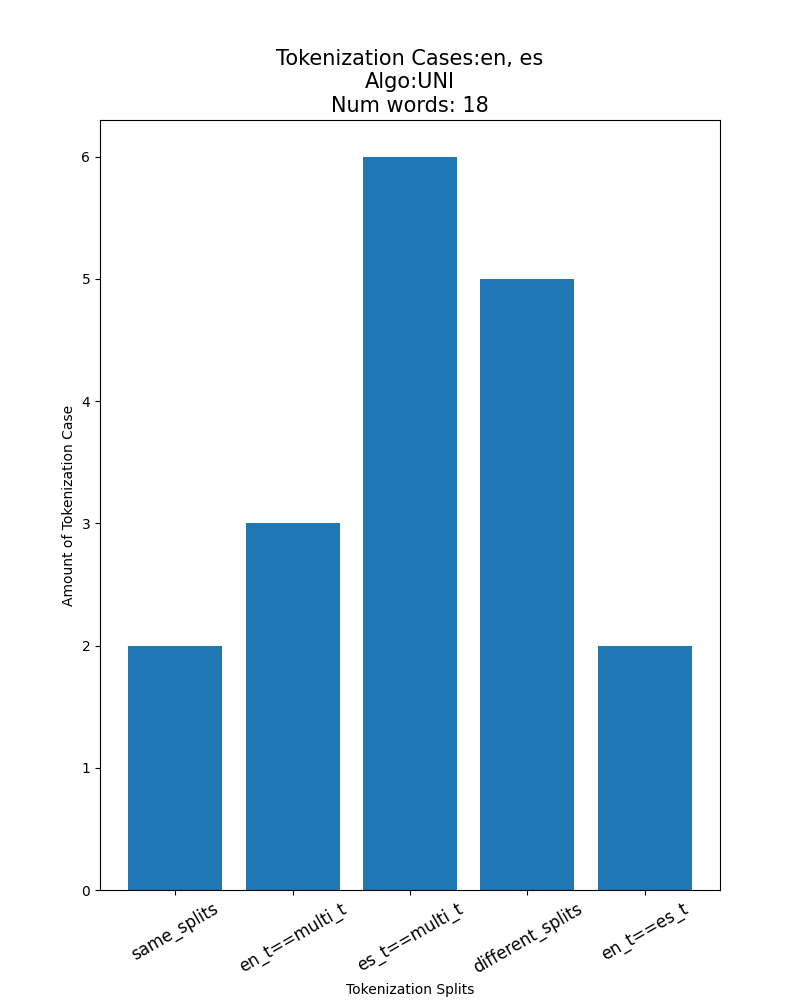 Tokenization Cases:en, es
Algo:UNI
Num words: 18
6
5
4
3
2
1
0
Amount of Tokenization Case
same_splits
en_t==multi_t
es_t==multi_t
different_splits
en_t==es_t
Tokenization Splits